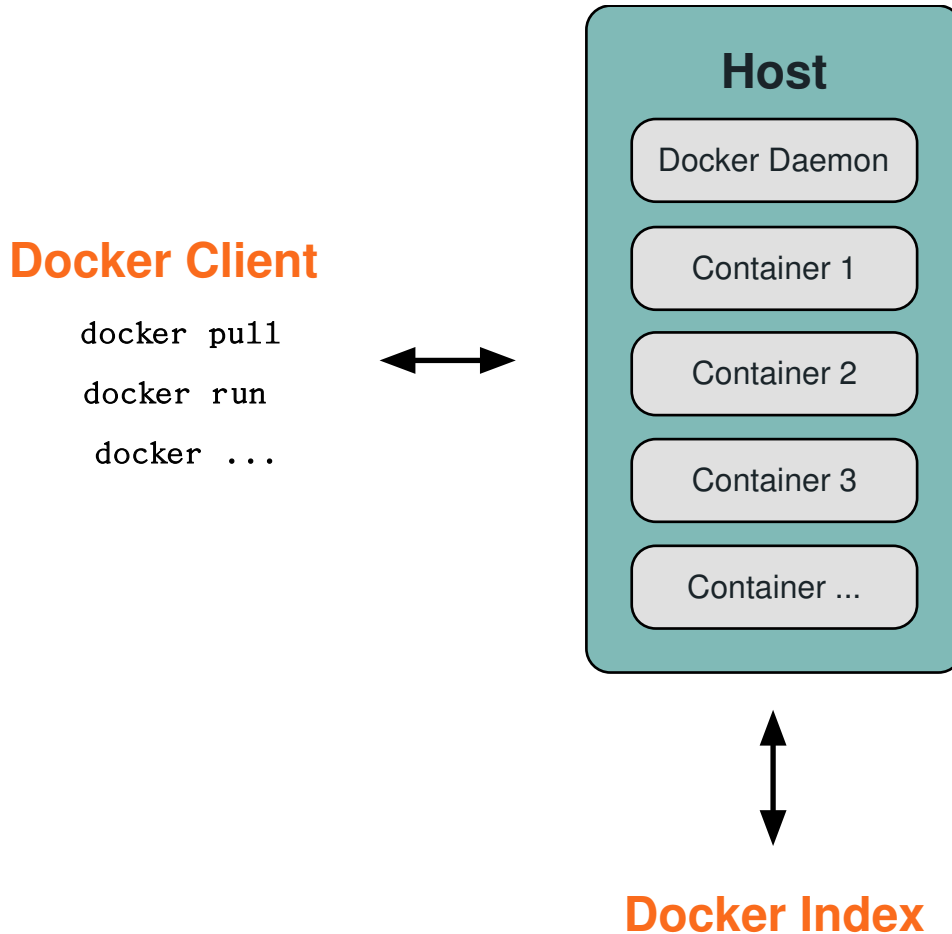 Host
Docker Daemon
Docker Client
Container 1
docker pull
Container 2
docker run
docker ...
Container 3
Container ...
Docker Index